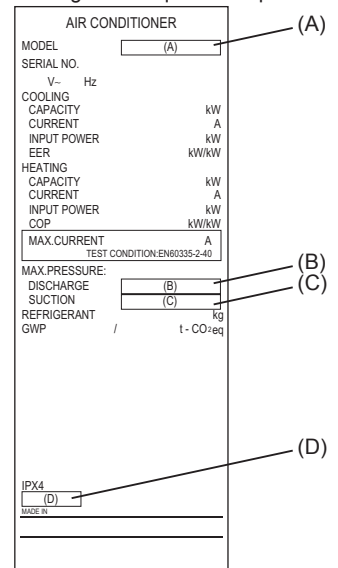 AIR CONDITIONER
(A)
MODEL (A)
SERIAL NO.
V~ Hz
COOLING
CAPACITY kW
CURRENT A
INPUT POWER kW
EER kW/kW
HEATING
CAPACITY kW
CURRENT A
INPUT POWER kW
COP kW/kW
MAX.CURRENT A
TEST CONDITION:EN60335-2-40
MAX.PRESSURE:
(B)
DISCHARGE (B)
(C)
SUCTION (C)
REFRIGERANT kg
GWP / t - CO2eq
(D)
IPX4
(D)
MADE IN